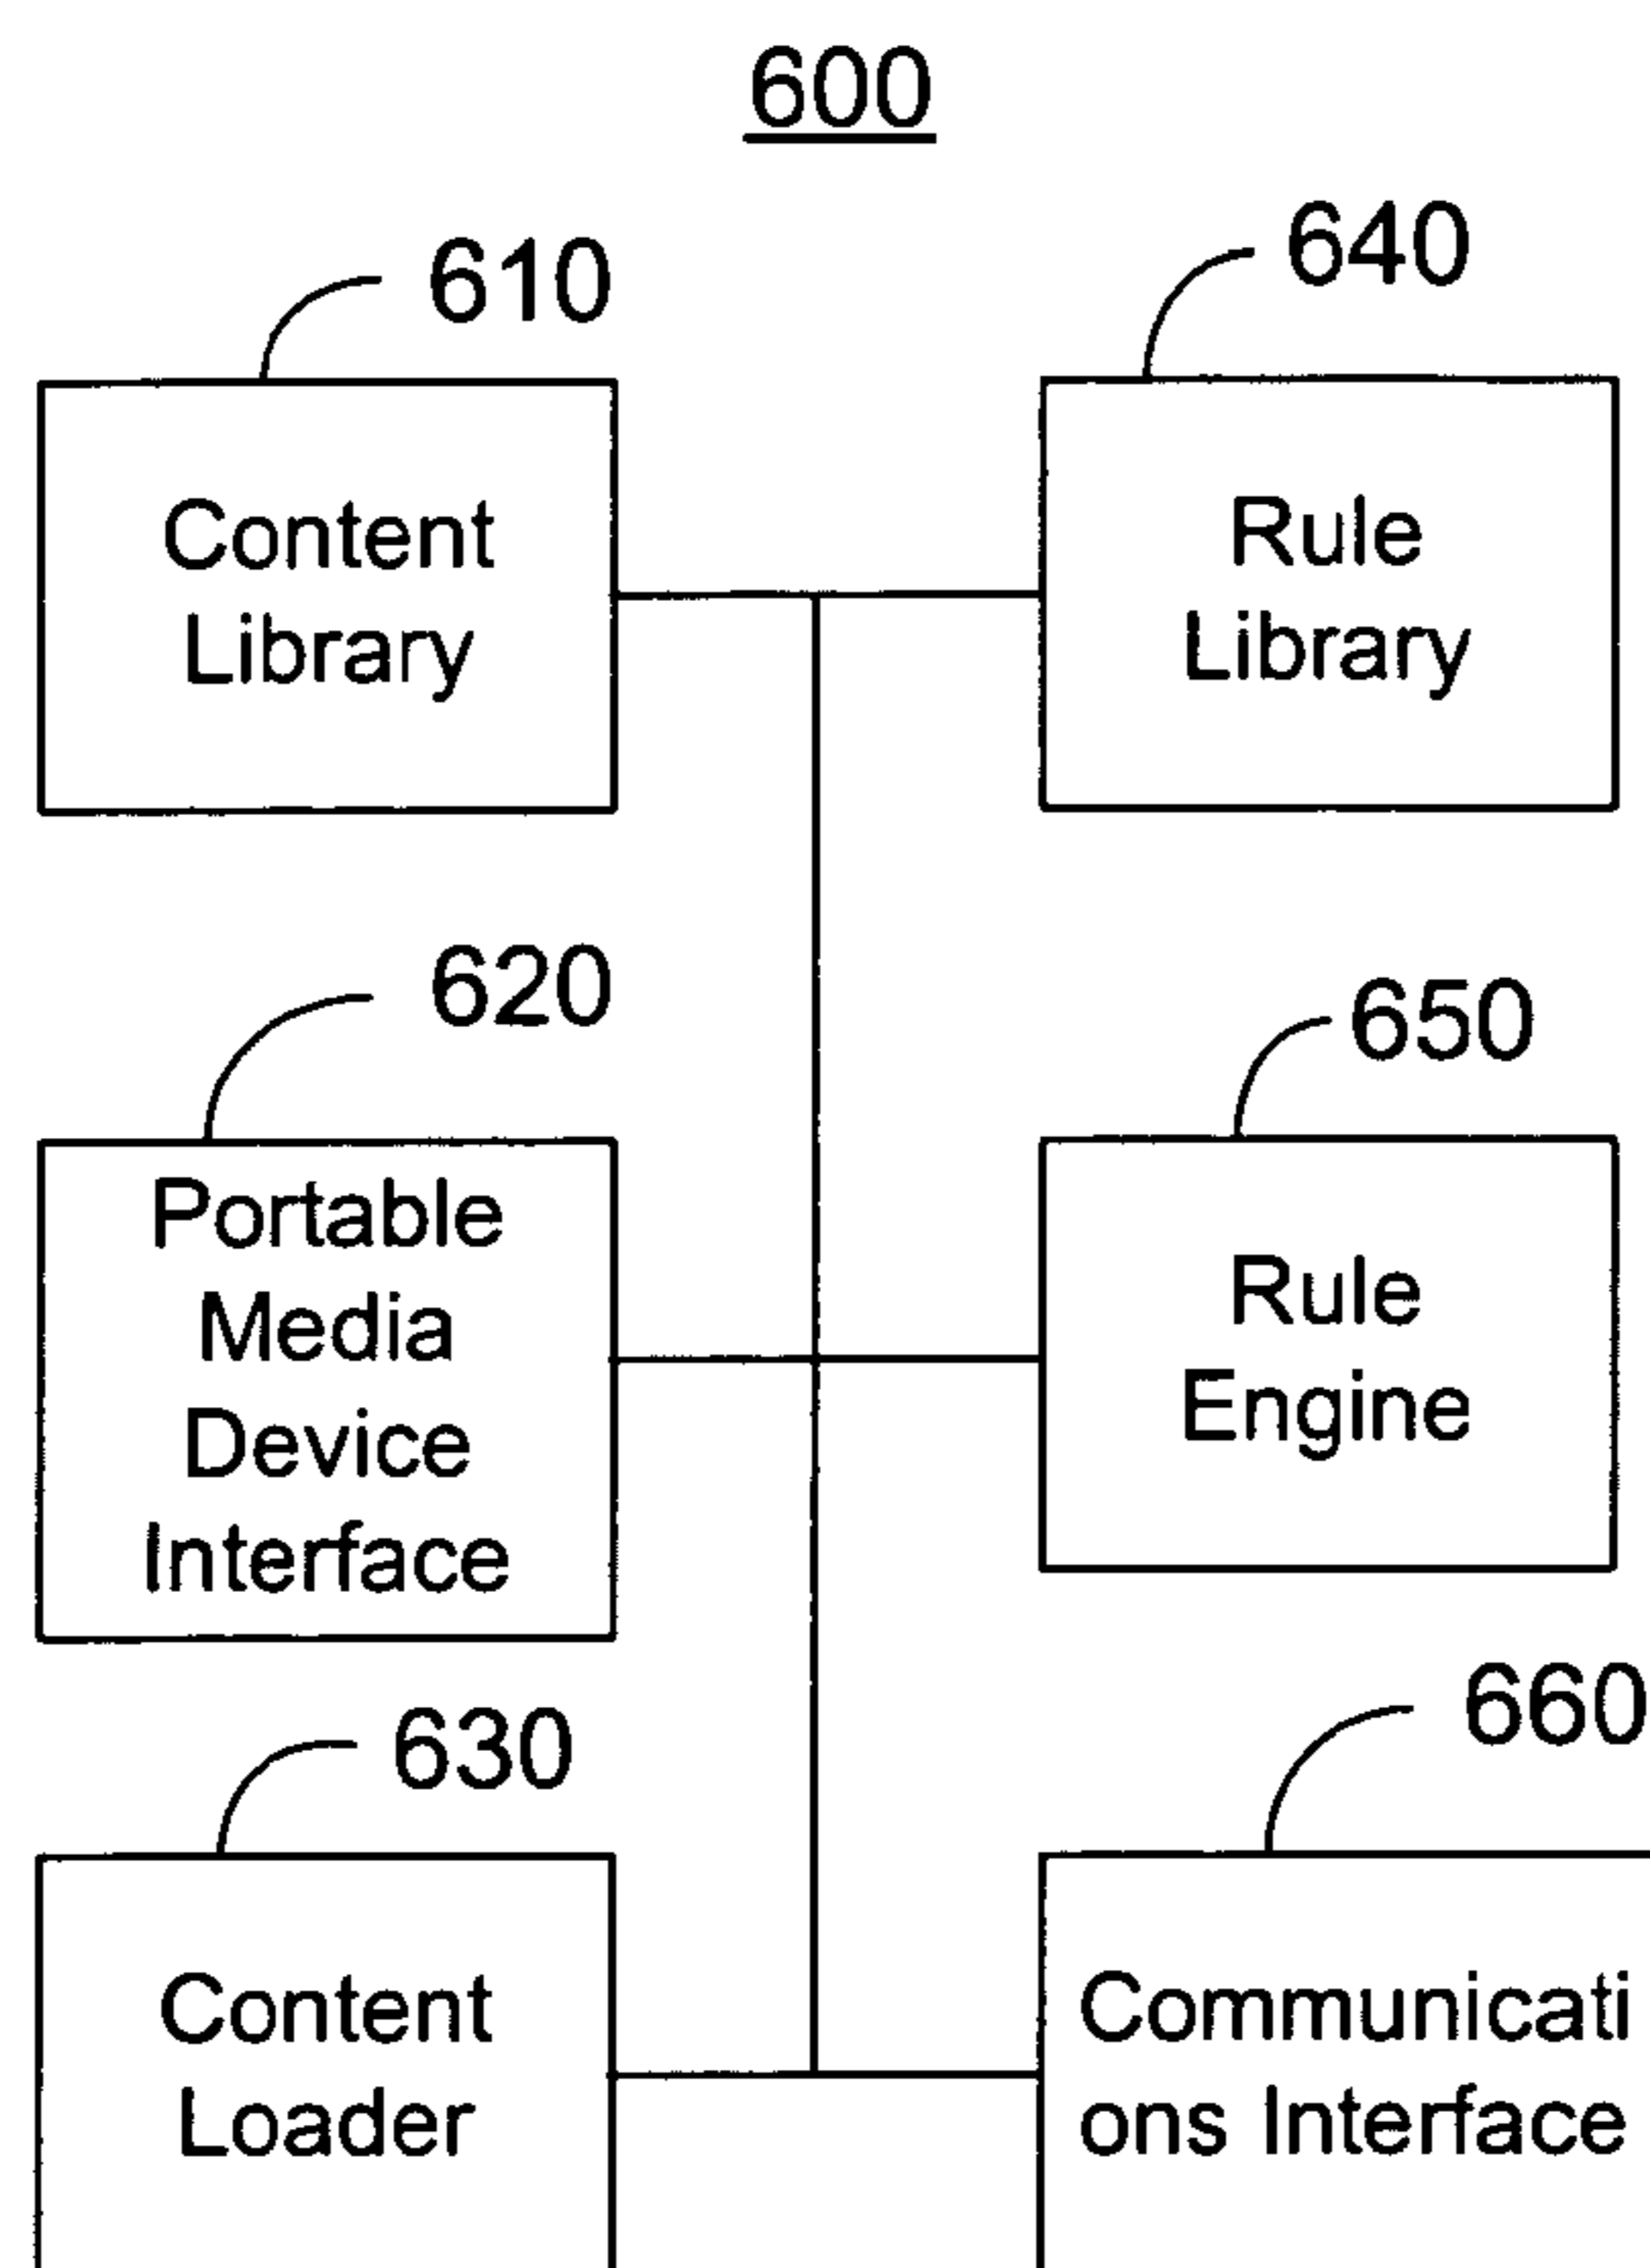 600
610
640
Content
Library
Rule
Library
620
650
Portable
Media
Device
Interface
Rule
Engine
630
660
Content
Loader
Communicati
ons Interface